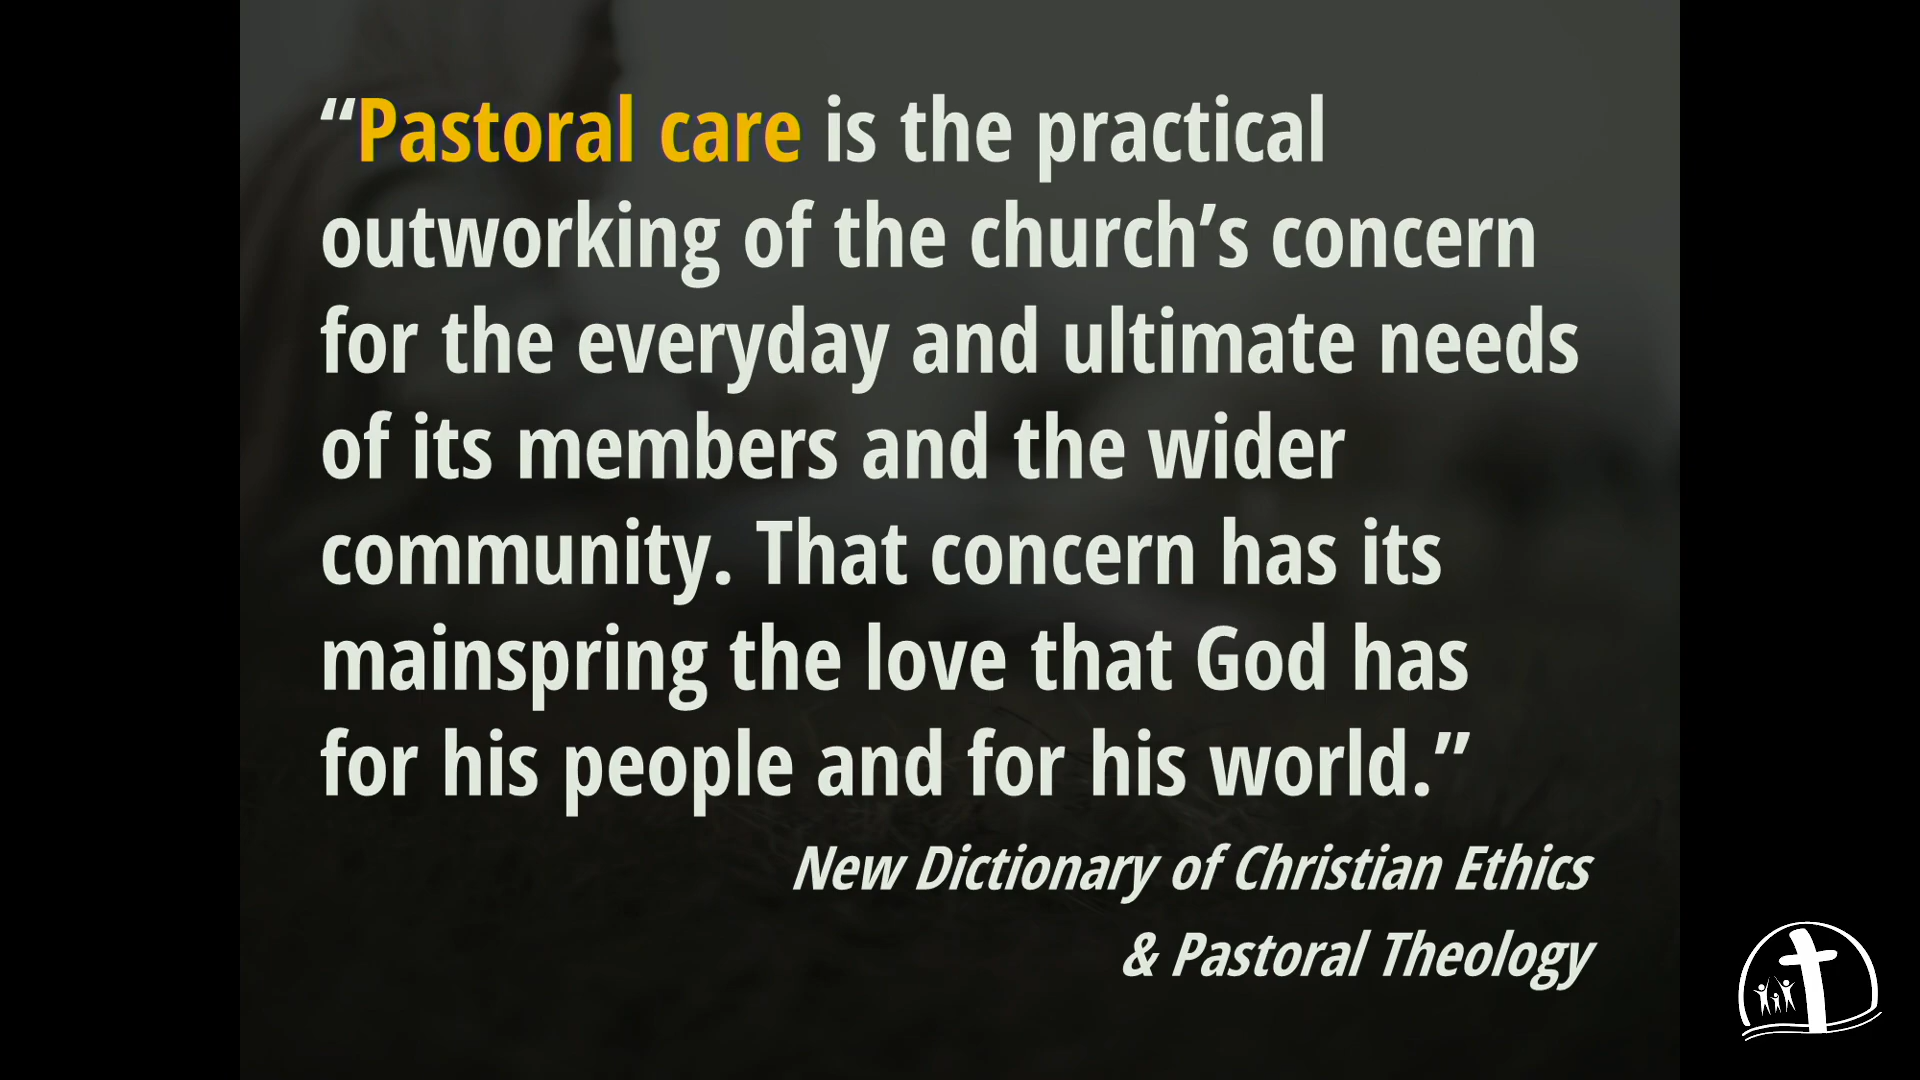 “Pastoral care is the practical
outworking of the church’s concern
for the everyday and ultimate needs
of its members and the wider
community. That concern has its
mainspring the love that God has
for his people and for his world.”
New Dictionary of Christian Ethics
& Pastoral Theology